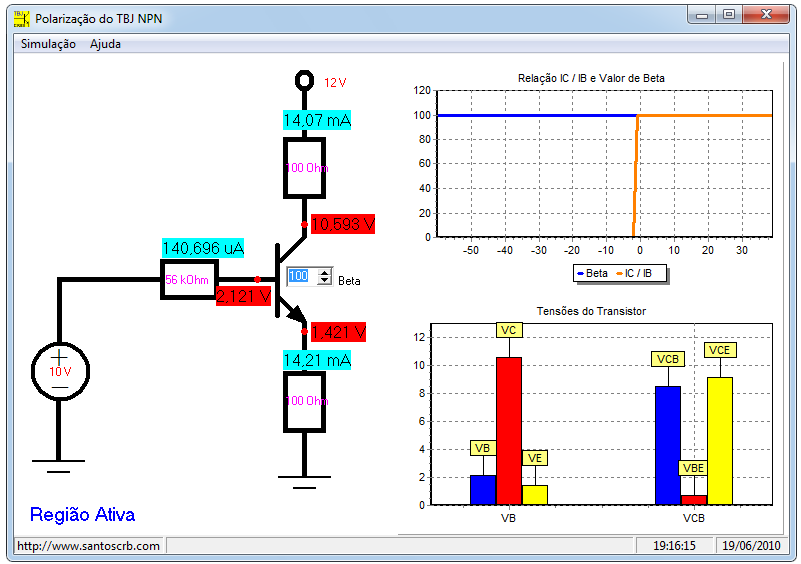 Polarização do TBJ NPN
Simulação Ajuda
12 V
14,07 mA
100 Ohm
10,593 V
140,696 uA
56 kOhm
2,121 V
100
Beta
1,421 V
14,21 mA
100 Ohm
10 V
Região Ativa
Relação IC / IB e Valor de Beta
120
100
80
60
40
20
0
-50 -40 -30 -20 -10 0 10 20 30
Beta IC / IB
Tensões do Transistor
12
10
8
6
4
2
0
VC
VB
VE
VCB
VCE
VBE
VB VCB
http://www.santoscrb.com 19:16:15 19/06/2010